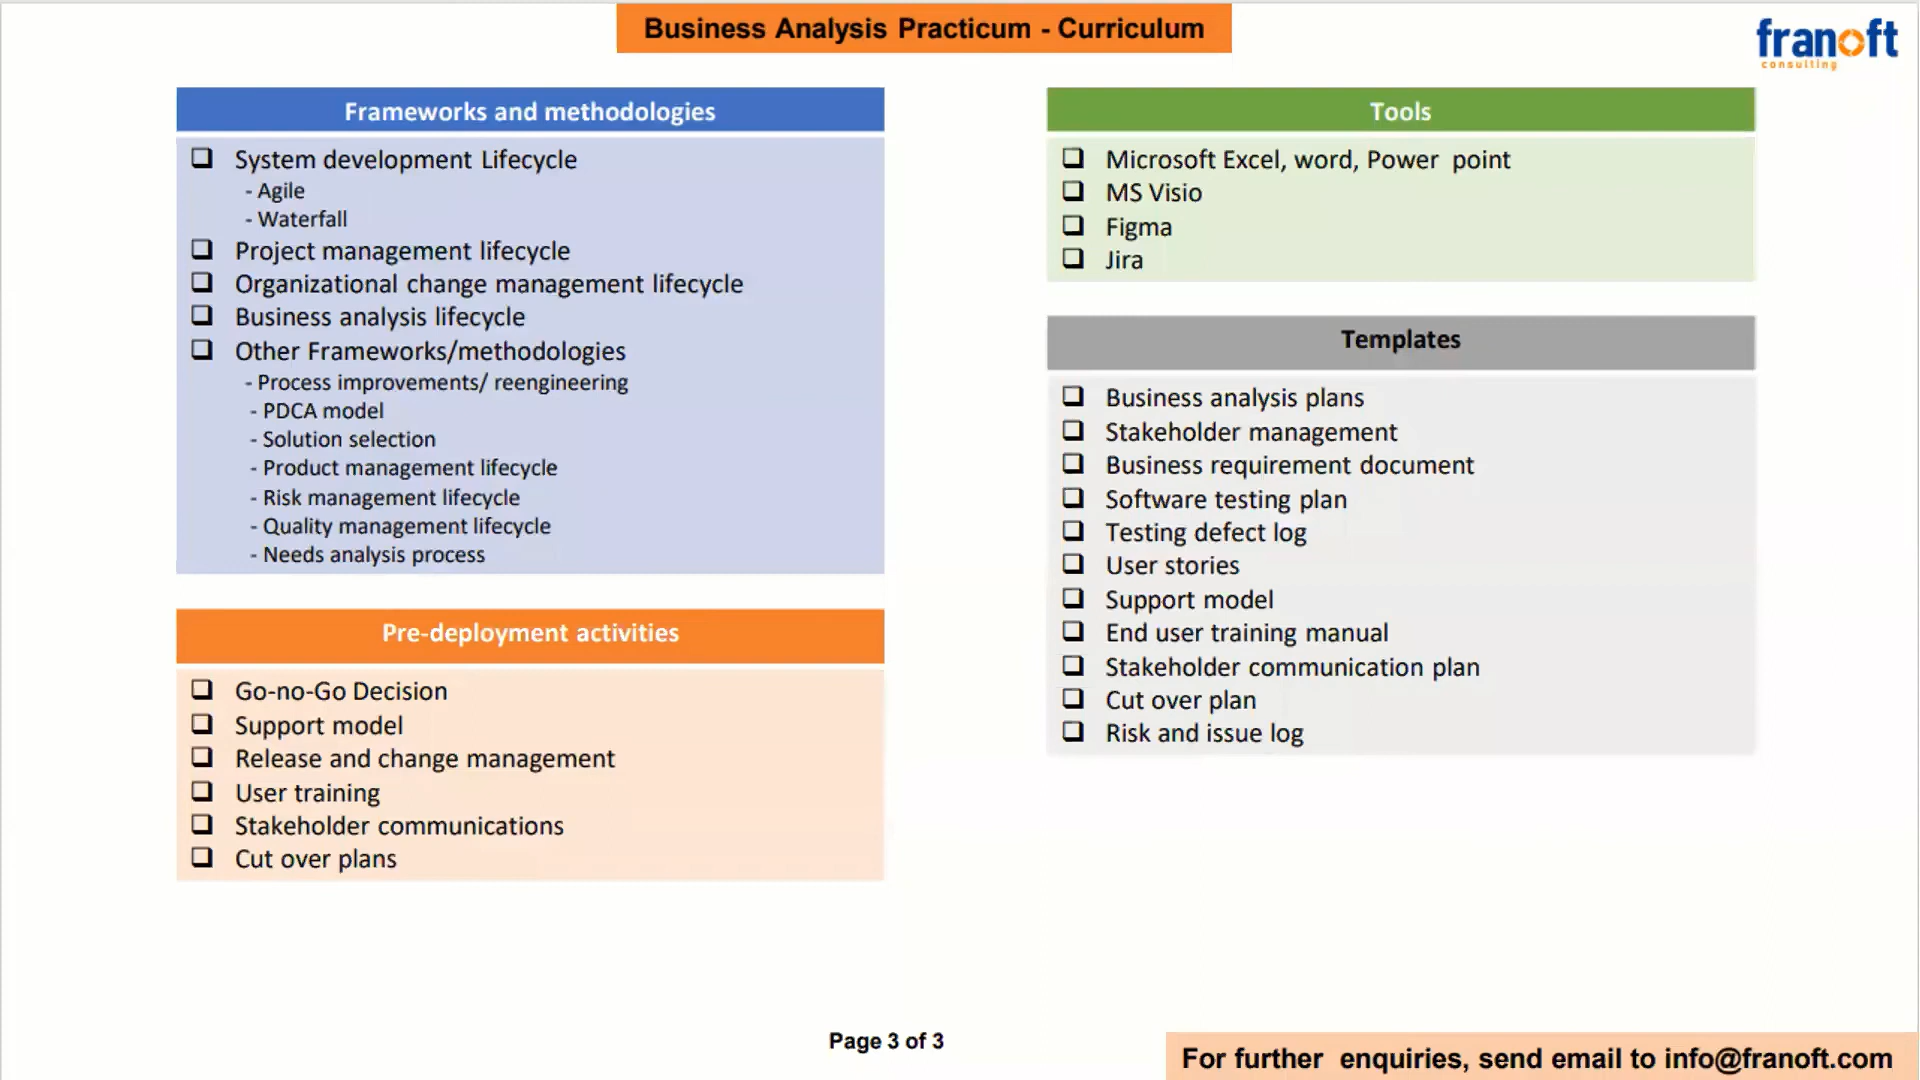 Business Analysis Practicum - Curriculum
franoft
consulting
Frameworks and methodologies
System development Lifecycle
- Agile
- Waterfall
Project management lifecycle
Organizational change management lifecycle
Business analysis lifecycle
Other Frameworks/methodologies
- Process improvements/ reengineering
- PDCA model
- Solution selection
- Product management lifecycle
- Risk management lifecycle
- Quality management lifecycle
- Needs analysis process
Pre-deployment activities
Go-no-Go Decision
Support model
Release and change management
User training
Stakeholder communications
Cut over plans
Tools
Microsoft Excel, word, Power point
MS Visio
Figma
Jira
Templates
Business analysis plans
Stakeholder management
Business requirement document
Software testing plan
Testing defect log
User stories
Support model
End user training manual
Stakeholder communication plan
Cut over plan
Risk and issue log
Page 3 of 3
For further enquiries, send email to info@franoft.com